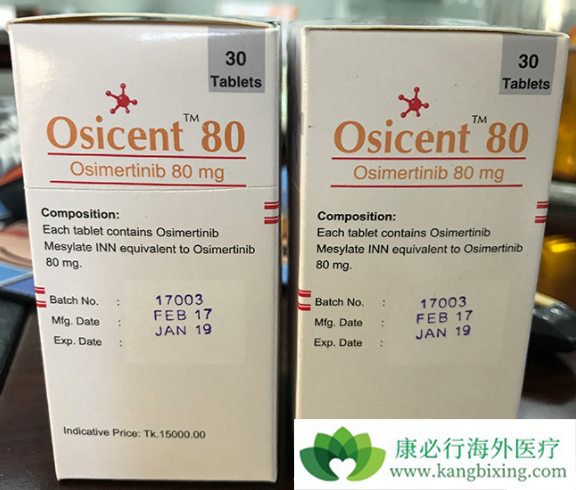 30
Tablets
Osicent™ 80
Osimertinib 80 mg
Composition:
Each tablet contains Osimertinib
Mesylate INN equivalent to Osimertinib
80 mg.
Batch No. : 17003
Mfg. Date : FEB 17
Exp. Date : JAN 19
Indicative Price: Tk.15000.00
30
Tablets
Osicent™ 80
Osimertinib 80 mg
Composition:
Each tablet contains Osimertinib
Mesylate INN equivalent to Osimertinib
80 mg.
Batch No. : 17003
Mfg. Date : FEB 17
Exp. Date : JAN 19
康必行海外医疗
www.kangbixing.com